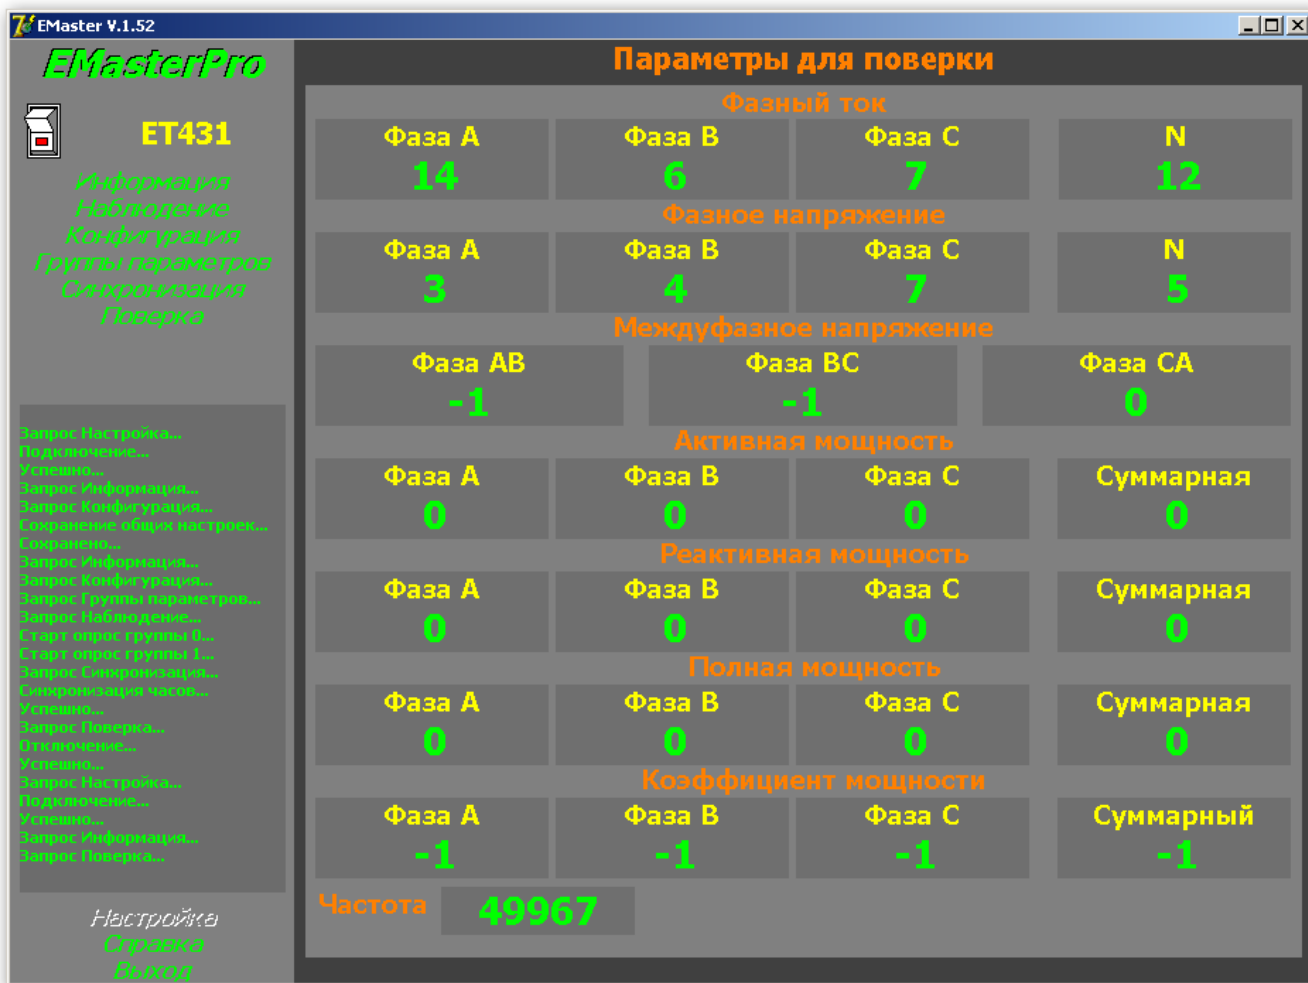 EMaster V.1.52
EMasterPro
ET431
Информация
Наблюдение
Конфигурация
Группы параметров
Синхронизация
Поверка
Запрос Настройка...
Подключение...
Успешно...
Запрос Информация...
Запрос Конфигурация...
Сохранение общих настроек...
Сохранено...
Запрос Информация...
Запрос Конфигурация...
Запрос Группы параметров...
Запрос Наблюдение...
Старт опрос группы 0...
Старт опрос группы 1...
Запрос Синхронизация...
Синхронизация часов...
Успешно...
Запрос Поверка...
Отключение...
Успешно...
Запрос Настройка...
Подключение...
Успешно...
Запрос Информация...
Запрос Поверка...
Настройка
Справка
Выход
Параметры для поверки
Фазный ток
Фаза A Фаза B Фаза C N
14 6 7 12
Фазное напряжение
Фаза A Фаза B Фаза C N
3 4 7 5
Междуфазное напряжение
Фаза AB Фаза BC Фаза CA
-1 -1 0
Активная мощность
Фаза A Фаза B Фаза C Суммарная
0 0 0 0
Реактивная мощность
Фаза A Фаза B Фаза C Суммарная
0 0 0 0
Полная мощность
Фаза A Фаза B Фаза C Суммарная
0 0 0 0
Коэффициент мощности
Фаза A Фаза B Фаза C Суммарный
-1 -1 -1 -1
Частота 49967